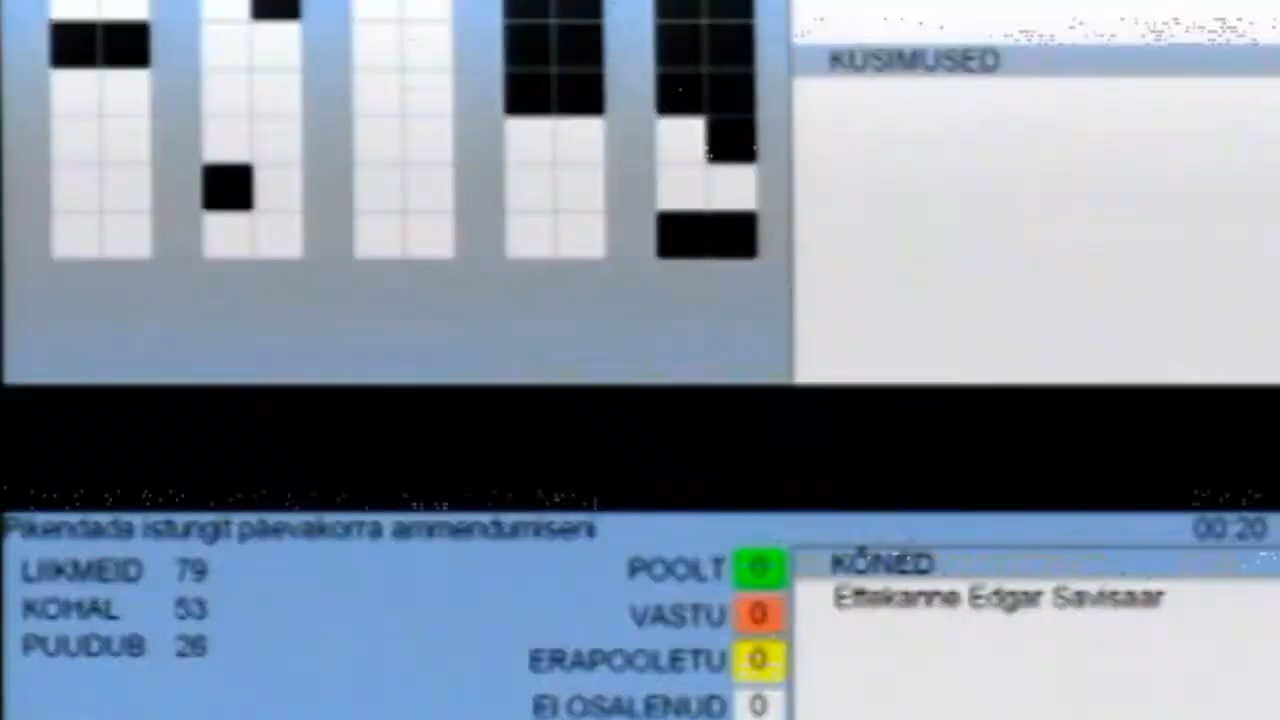 KÜSIMUSED
Pikendada istungit päevakorra ammendumiseni
00:20
LIIKMEID 79
KOHAL 53
PUUDUB 26
POOLT 0
VASTU 0
ERAPOOLETU 0
EI OSALENUD 0
KÕNED
Ettekanne Edgar Savisaar